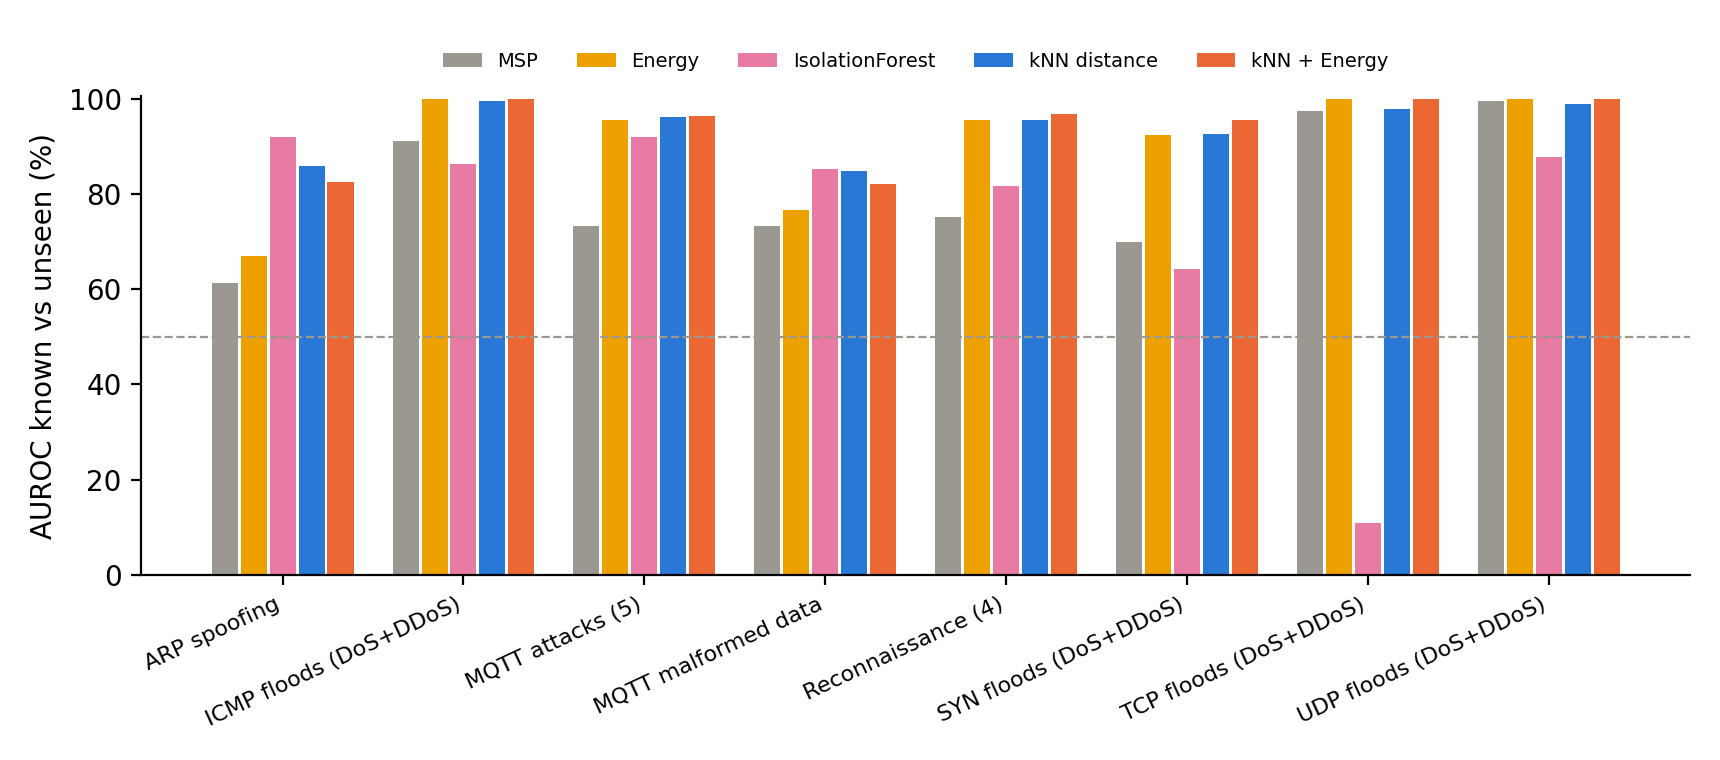 MSP Energy IsolationForest kNN distance kNN + Energy
AUROC known vs unseen (%)
100
80
60
40
20
0
ARP spoofing
ICMP floods (DoS+DDoS)
MQTT attacks (5)
MQTT malformed data
Reconnaissance (4)
SYN floods (DoS+DDoS)
TCP floods (DoS+DDoS)
UDP floods (DoS+DDoS)